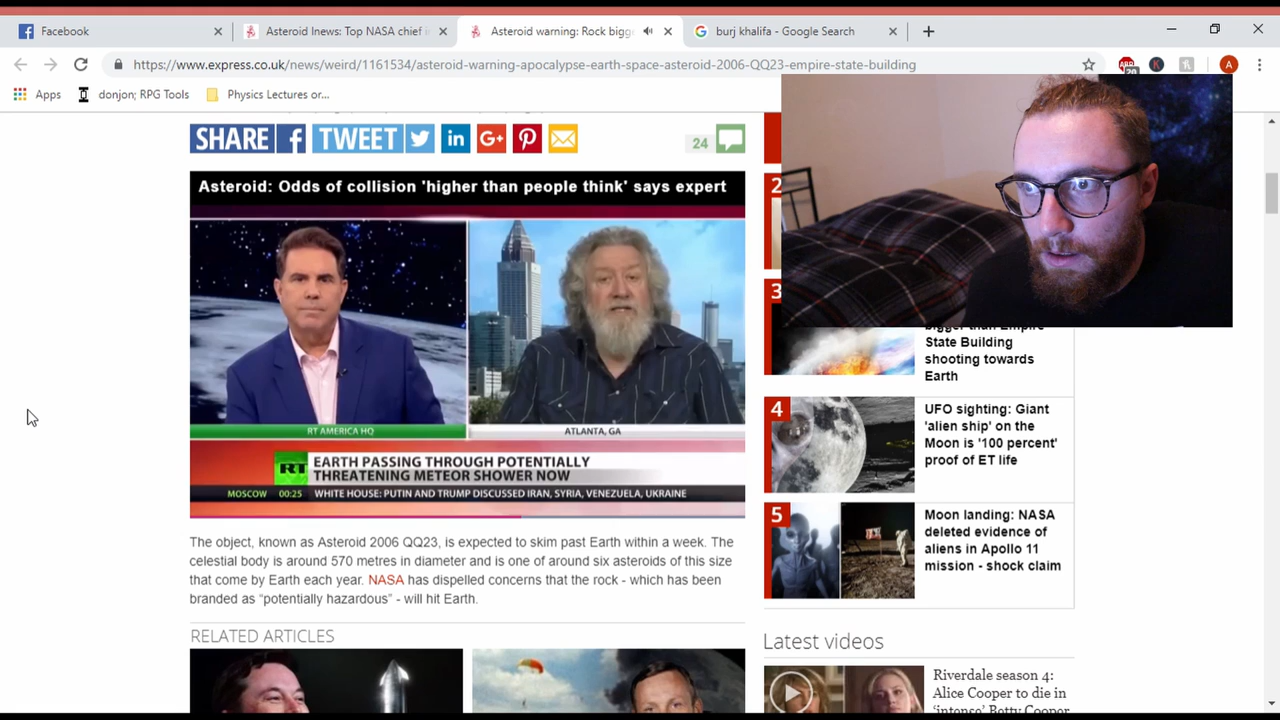 Facebook
Asteroid Inews: Top NASA chief
Asteroid warning: Rock bigg
burj khalifa - Google Search
https://www.express.co.uk/news/weird/1161534/asteroid-warning-apocalypse-earth-space-asteroid-2006-QQ23-empire-state-building
ABP
20
K
A
Apps
donjon; RPG Tools
Physics Lectures or...
SHARE
TWEET
in
G+
24
Asteroid: Odds of collision 'higher than people think' says expert
RT AMERICA HQ
ATLANTA, GA
RT
EARTH PASSING THROUGH POTENTIALLY
THREATENING METEOR SHOWER NOW
MOSCOW 00:25 WHITE HOUSE: PUTIN AND TRUMP DISCUSSED IRAN, SYRIA, VENEZUELA, UKRAINE
The object, known as Asteroid 2006 QQ23, is expected to skim past Earth within a week. The
celestial body is around 570 metres in diameter and is one of around six asteroids of this size
that come by Earth each year. NASA has dispelled concerns that the rock - which has been
branded as “potentially hazardous” - will hit Earth.
RELATED ARTICLES
2
3
bigger than Empire
State Building
shooting towards
Earth
4
UFO sighting: Giant
'alien ship' on the
Moon is '100 percent'
proof of ET life
5
Moon landing: NASA
deleted evidence of
aliens in Apollo 11
mission - shock claim
Latest videos
Riverdale season 4:
Alice Cooper to die in
‘intense’ Betty Cooper